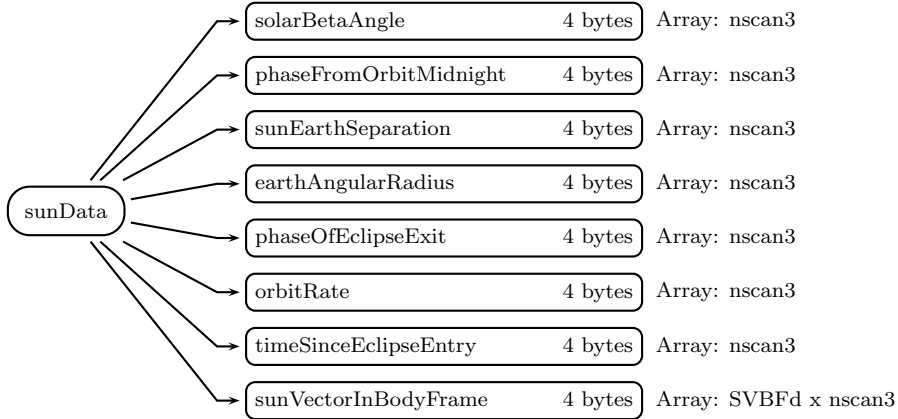 solarBetaAngle 4 bytes Array: nscan3
phaseFromOrbitMidnight 4 bytes Array: nscan3
sunEarthSeparation 4 bytes Array: nscan3
earthAngularRadius 4 bytes Array: nscan3
sunData
phaseOfEclipseExit 4 bytes Array: nscan3
orbitRate 4 bytes Array: nscan3
timeSinceEclipseEntry 4 bytes Array: nscan3
sunVectorInBodyFrame 4 bytes Array: SVBFd x nscan3